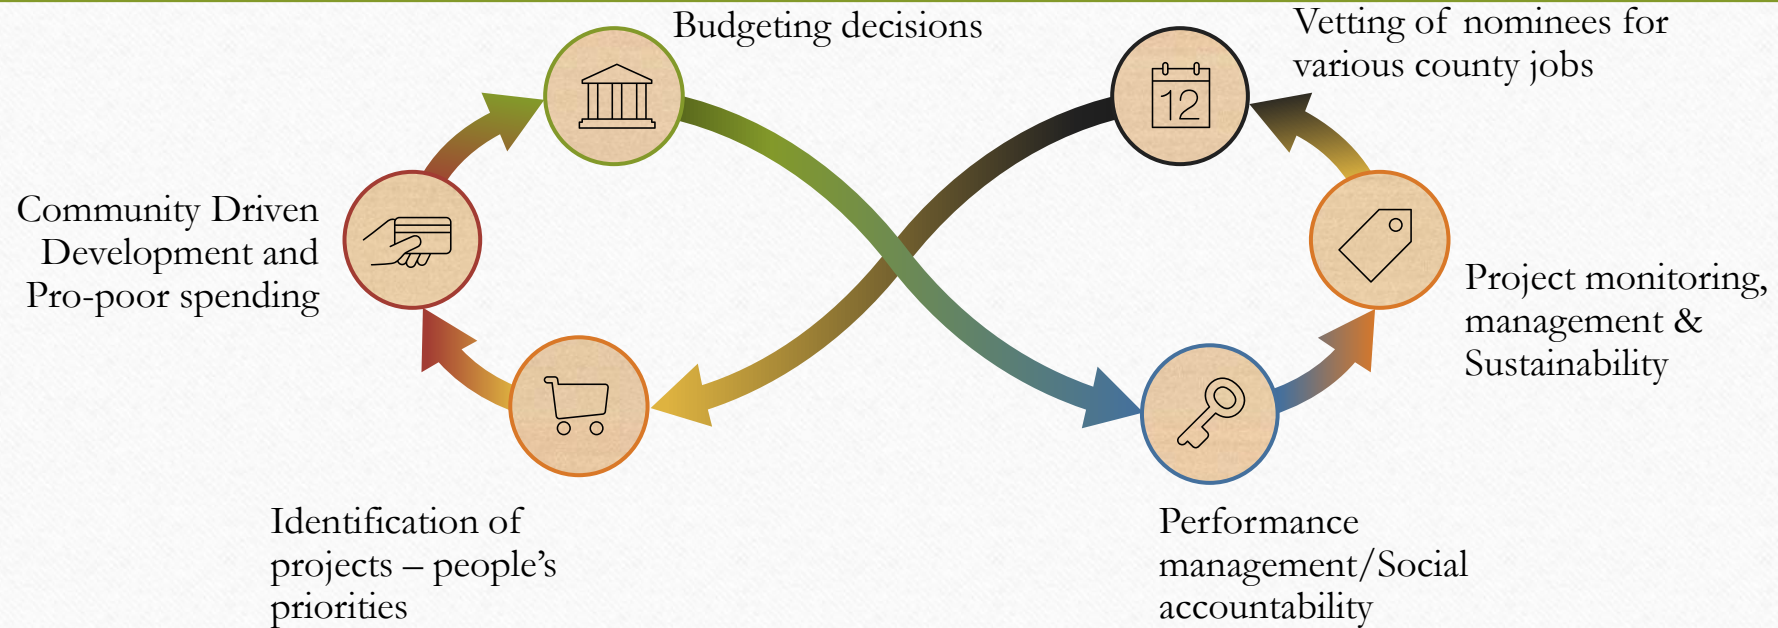 Budgeting decisions
Vetting of nominees for
various county jobs
12
Community Driven
Development and
Pro-poor spending
Project monitoring,
management &
Sustainability
Identification of
projects – people’s
priorities
Performance
management/Social
accountability